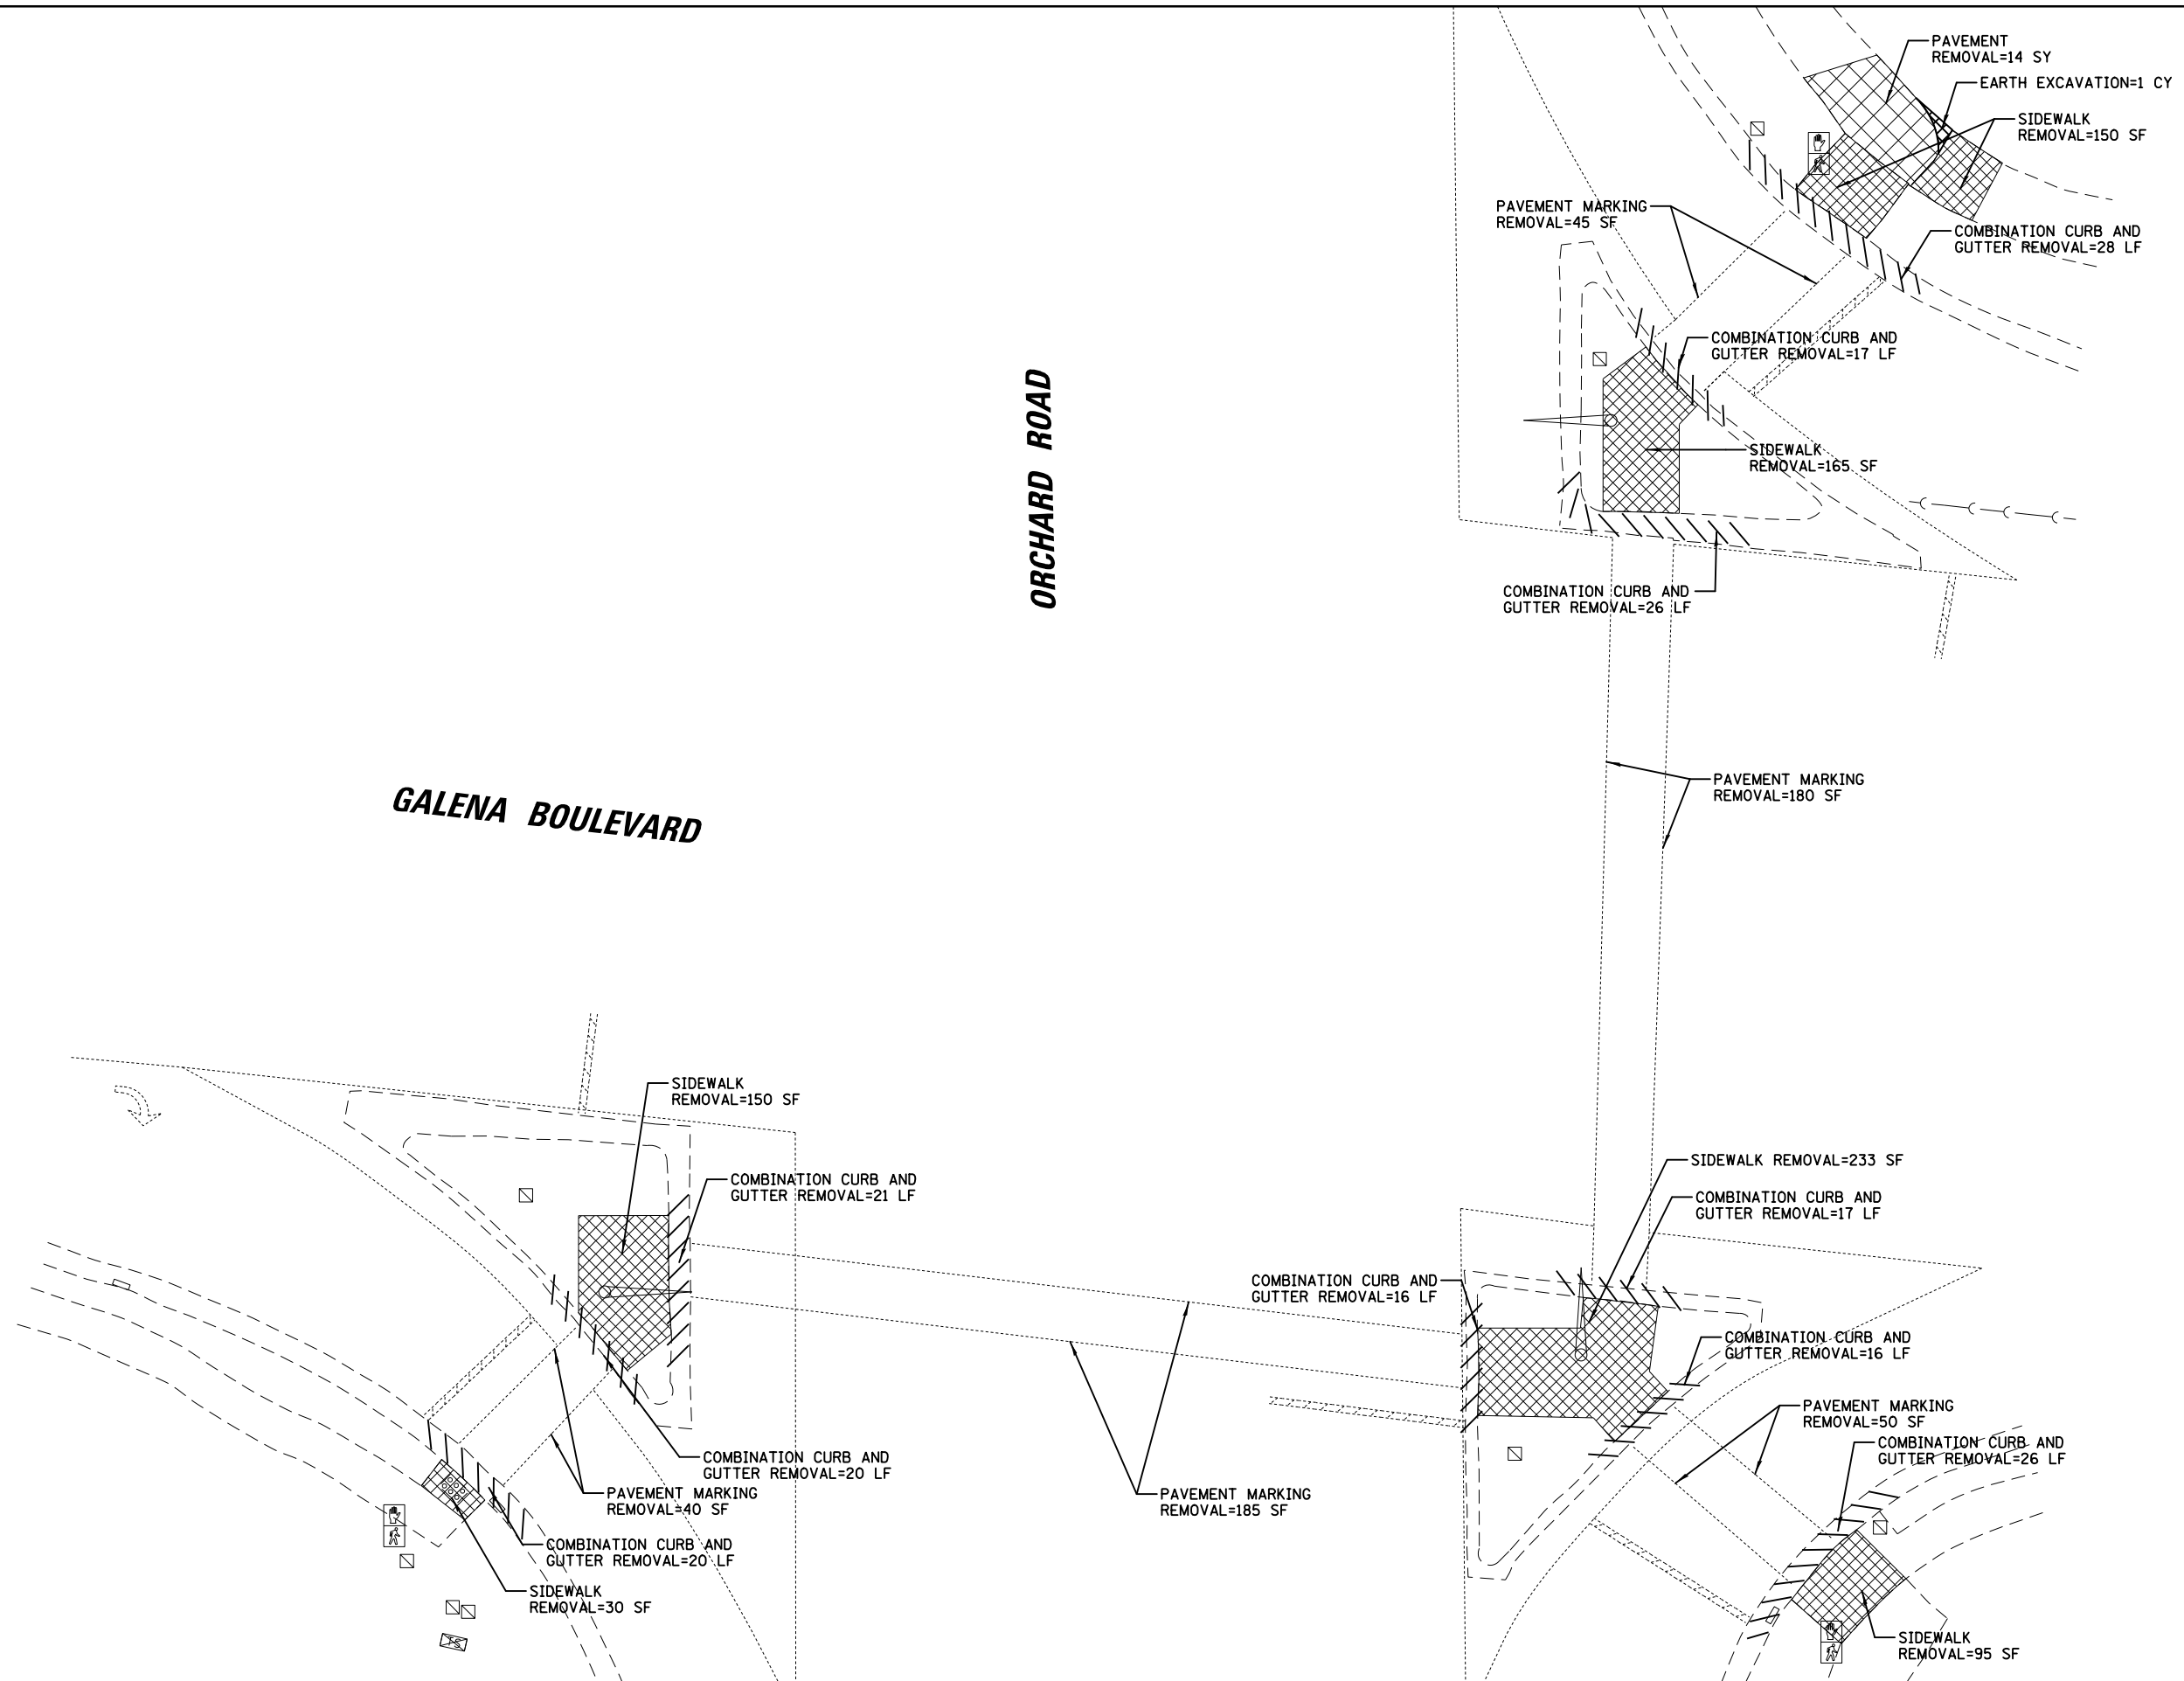 PAVEMENT
REMOVAL=14 SY
EARTH EXCAVATION=1 CY
SIDEWALK
REMOVAL=150 SF
PAVEMENT MARKING
REMOVAL=45 SF
COMBINATION CURB AND
GUTTER REMOVAL=28 LF
COMBINATION CURB AND
GUTTER REMOVAL=17 LF
ORCHARD ROAD
SIDEWALK
REMOVAL=165 SF
COMBINATION CURB AND
GUTTER REMOVAL=26 LF
PAVEMENT MARKING
REMOVAL=180 SF
GALENA BOULEVARD
SIDEWALK
REMOVAL=150 SF
COMBINATION CURB AND
GUTTER REMOVAL=21 LF
SIDEWALK REMOVAL=233 SF
COMBINATION CURB AND
GUTTER REMOVAL=17 LF
COMBINATION CURB AND
GUTTER REMOVAL=16 LF
COMBINATION CURB AND
GUTTER REMOVAL=16 LF
PAVEMENT MARKING
REMOVAL=50 SF
COMBINATION CURB AND
GUTTER REMOVAL=26 LF
COMBINATION CURB AND
GUTTER REMOVAL=20 LF
PAVEMENT MARKING
REMOVAL=40 SF
PAVEMENT MARKING
REMOVAL=185 SF
COMBINATION CURB AND
GUTTER REMOVAL=20 LF
SIDEWALK
REMOVAL=30 SF
SIDEWALK
REMOVAL=95 SF